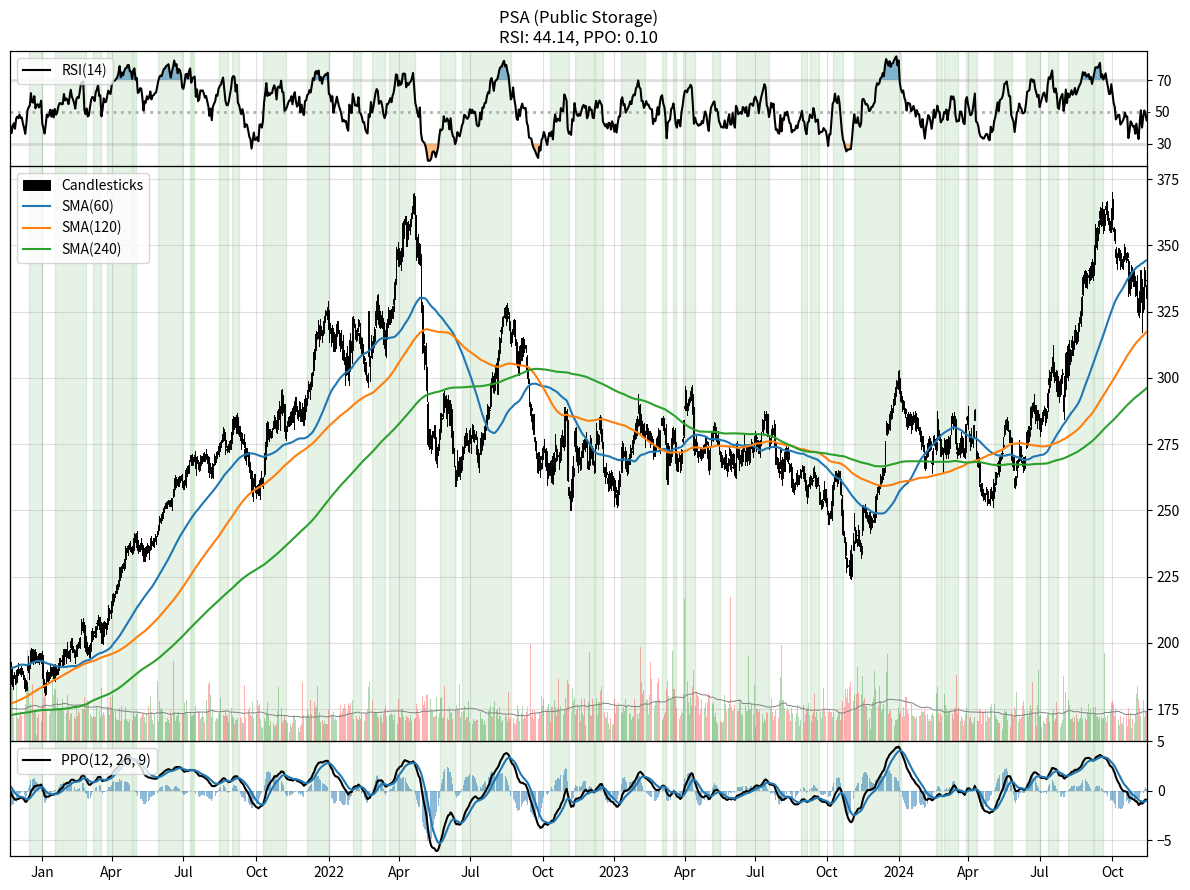 PSA (Public Storage)
RSI: 44.14, PPO: 0.10
RSI(14)
70
50
30
Candlesticks
SMA(60)
SMA(120)
SMA(240)
375
350
325
300
275
250
225
200
175
PPO(12, 26, 9)
5
0
−5
Jan Apr Jul Oct 2022 Apr Jul Oct 2023 Apr Jul Oct 2024 Apr Jul Oct